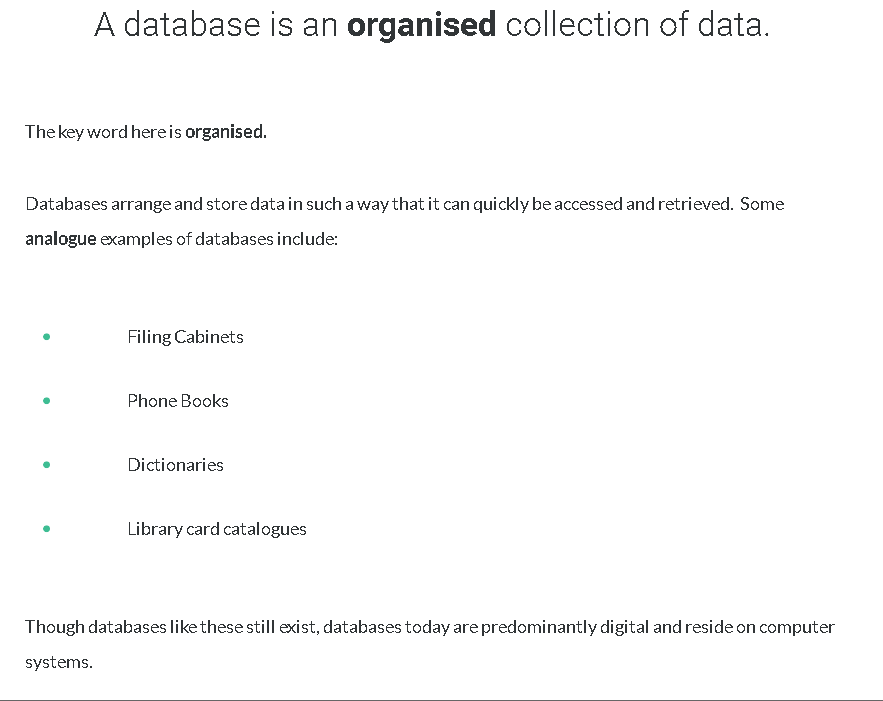 A database is an organised collection of data.
The key word here is organised.
Databases arrange and store data in such a way that it can quickly be accessed and retrieved. Some
analogue examples of databases include:
Filing Cabinets
Phone Books
Dictionaries
Library card catalogues
Though databases like these still exist, databases today are predominantly digital and reside on computer
systems.